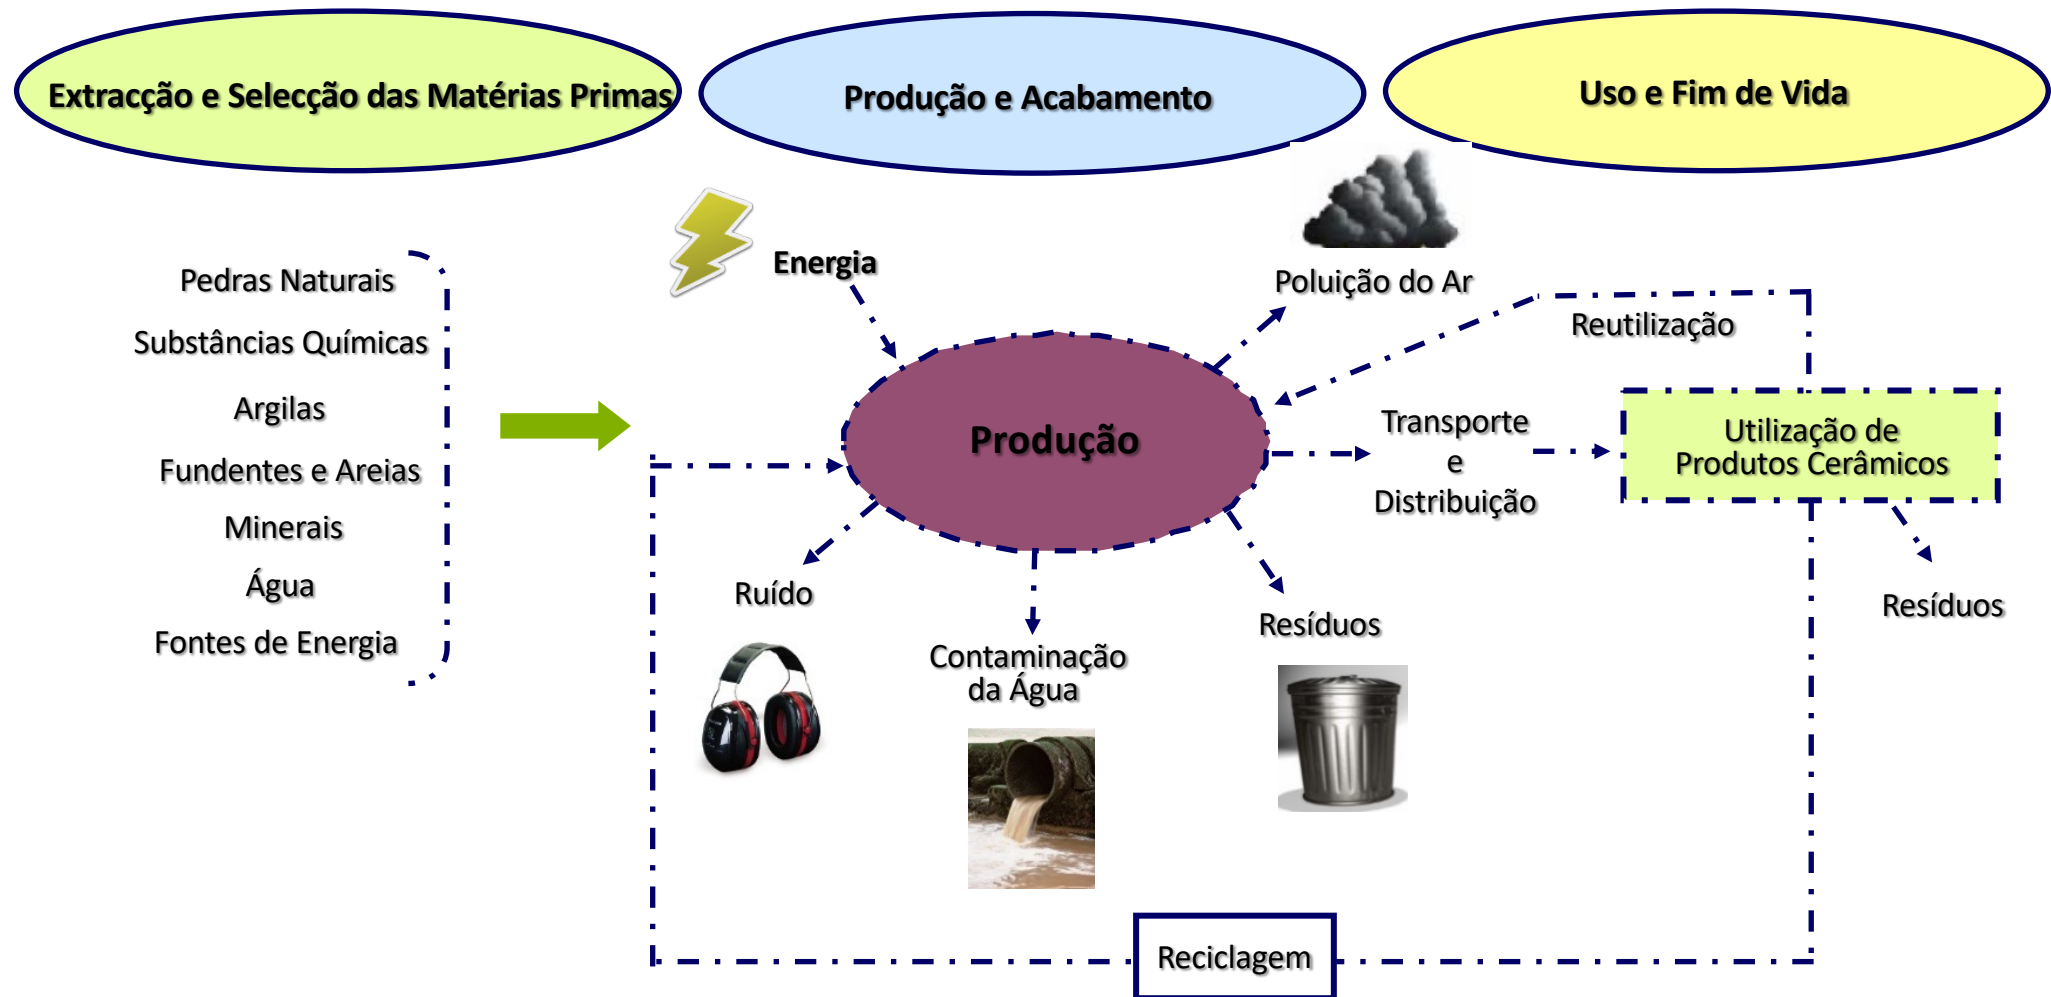 Extracção e Selecção das Matérias Primas
Produção e Acabamento
Uso e Fim de Vida
Pedras Naturais
Substâncias Químicas
Argilas
Fundentes e Areias
Minerais
Água
Fontes de Energia
Energia
Poluição do Ar
Reutilização
Produção
Transporte
e
Distribuição
Utilização de
Produtos Cerâmicos
Ruído
Contaminação
da Água
Resíduos
Resíduos
Reciclagem